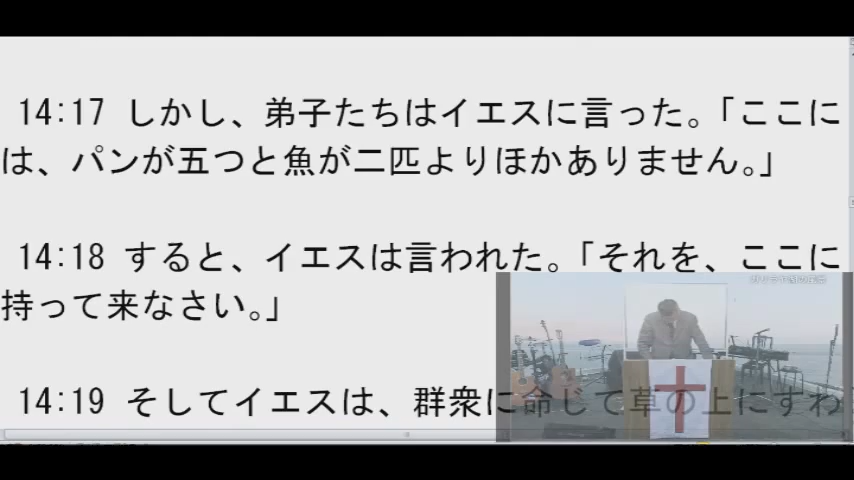 14:17 しかし、弟子たちはイエスに言った。「ここに
は、パンが五つと魚が二匹よりほかありません。」
14:18 すると、イエスは言われた。「それを、ここに
持って来なさい。」
14:19 そしてイエスは、群衆に命じて草の上にすわ